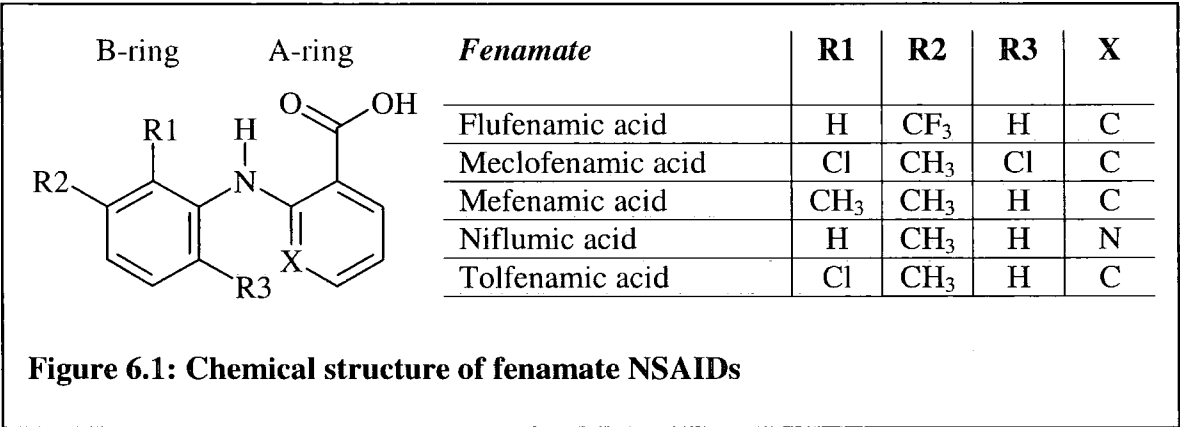 B-ring A-ring
O OH
R1 H
R2 N
X
R3
Fenamate R1 R2 R3 X
Flufenamic acid H CF₃ H C
Meclofenamic acid Cl CH₃ Cl C
Mefenamic acid CH₃ CH₃ H C
Niflumic acid H CH₃ H N
Tolfenamic acid Cl CH₃ H C
Figure 6.1: Chemical structure of fenamate NSAIDs